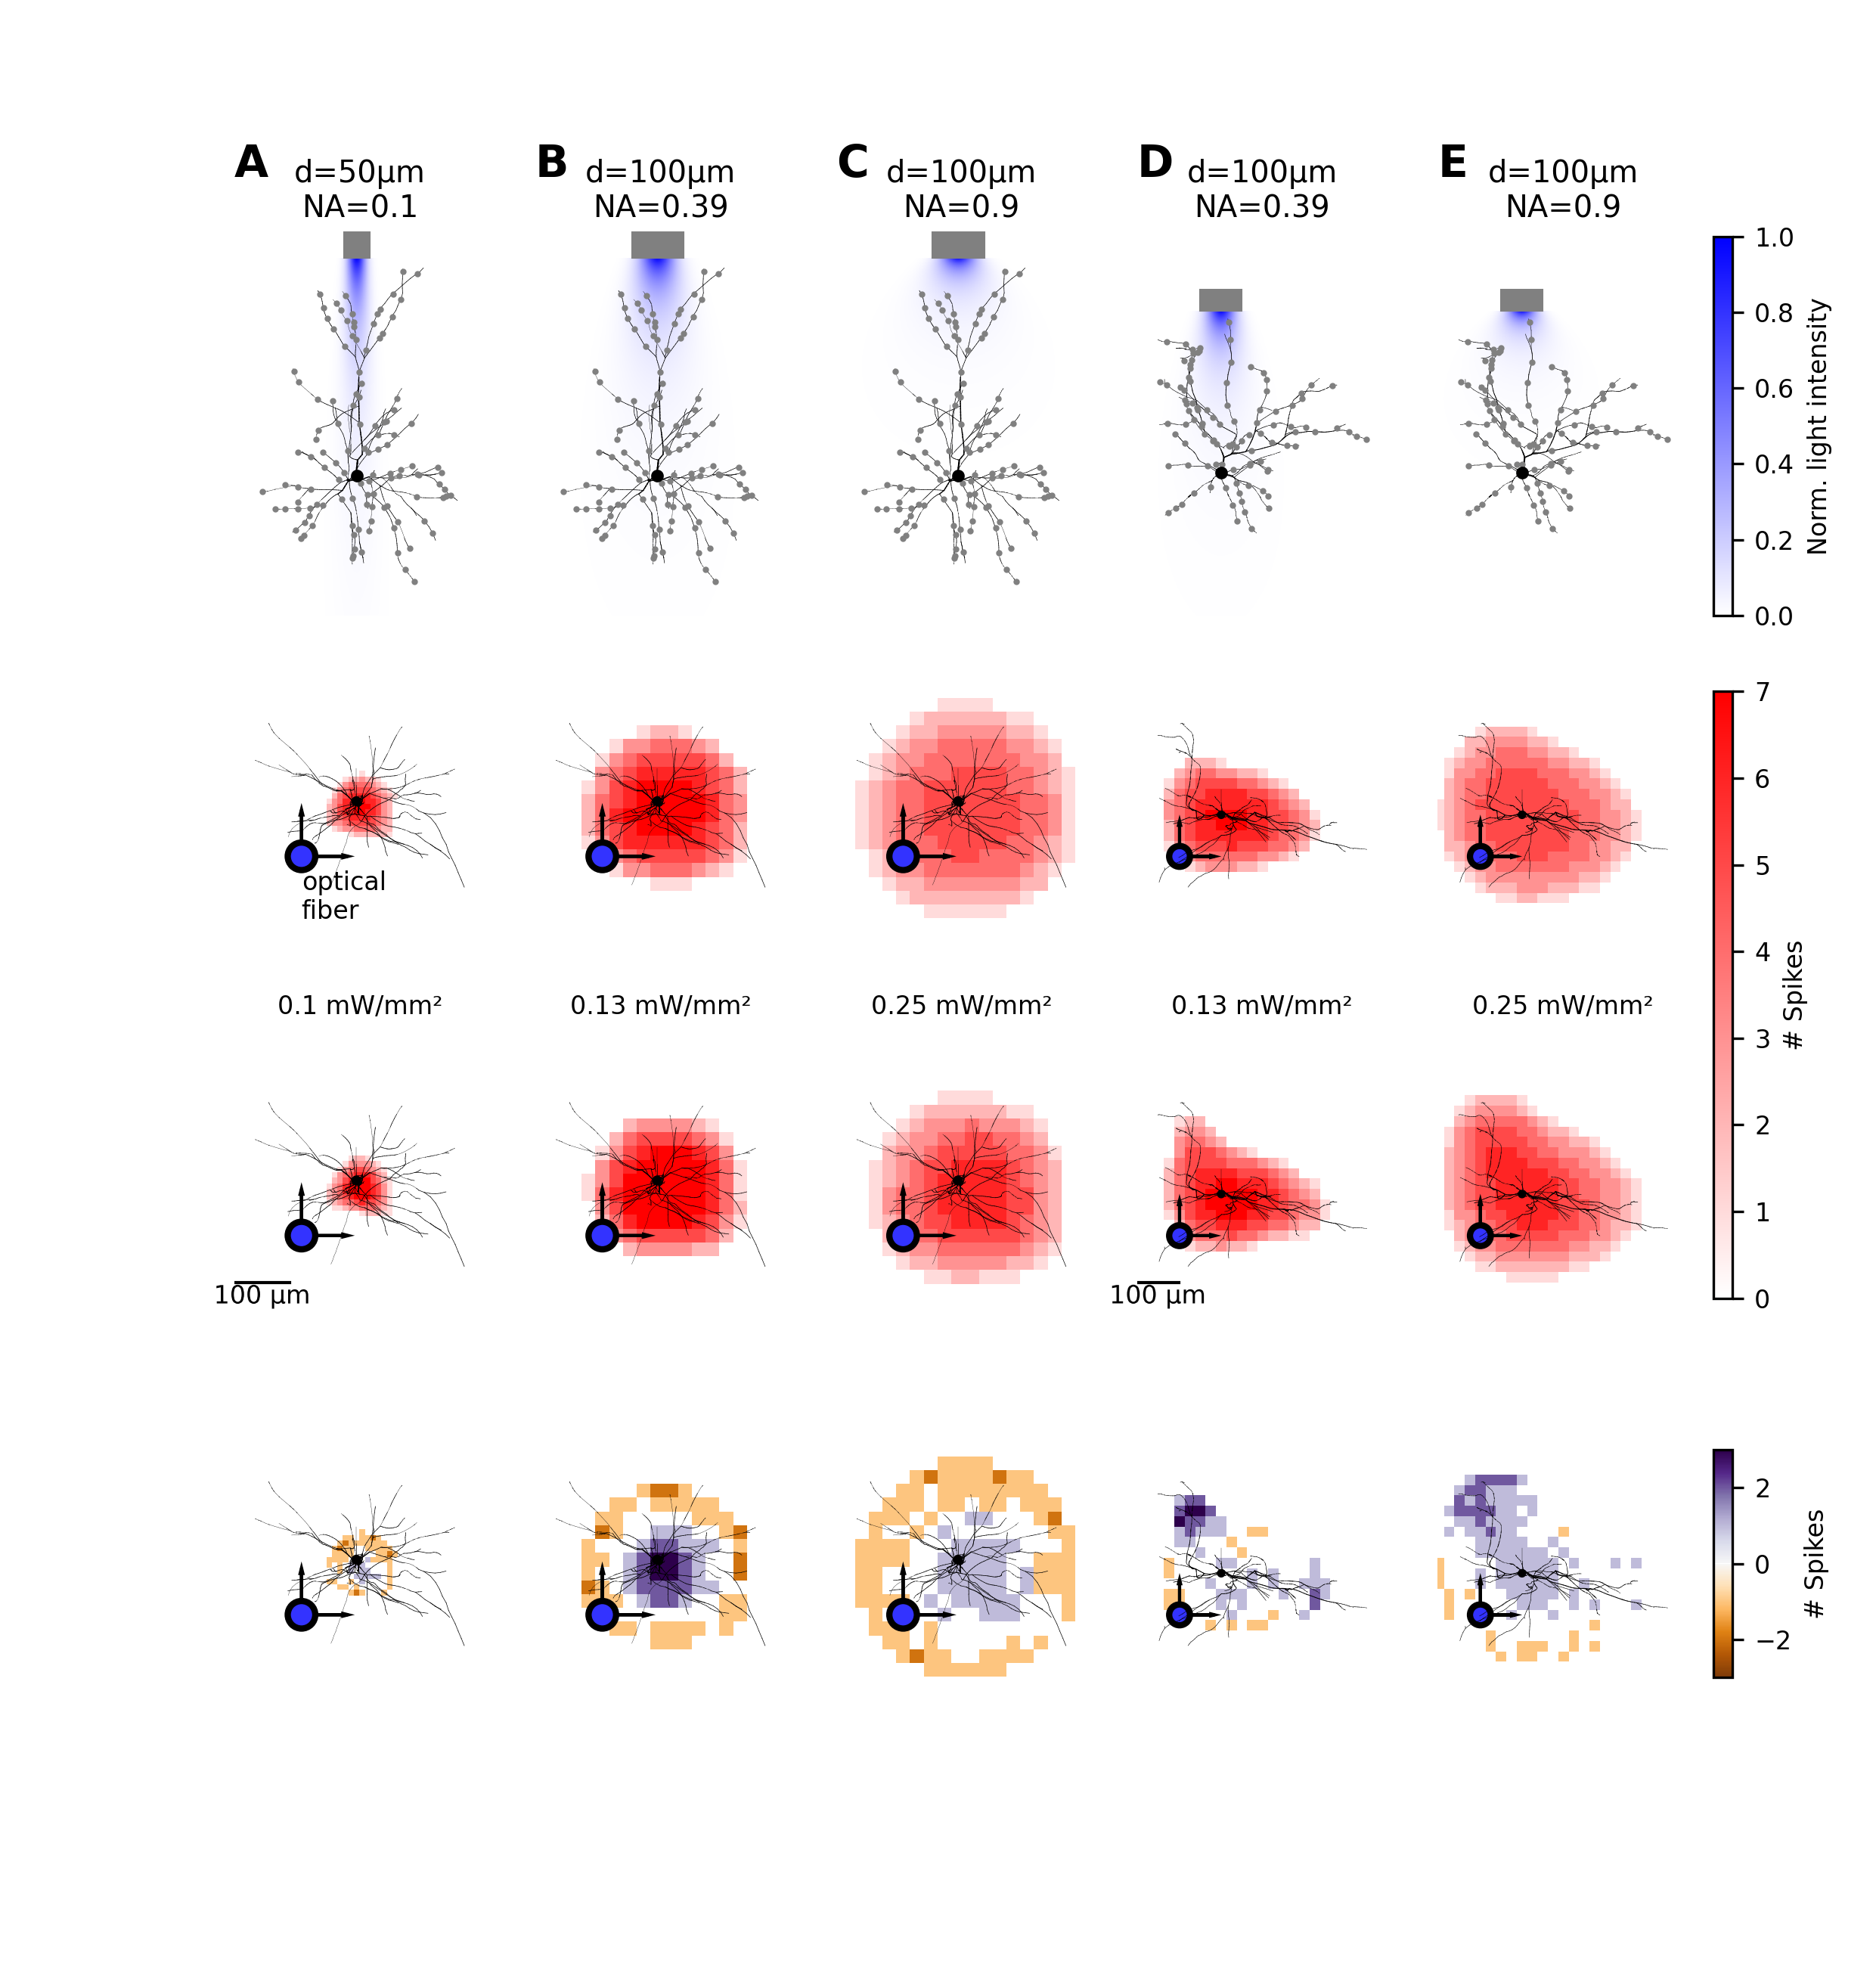 A
d=50µm
NA=0.1
B
d=100µm
NA=0.39
C
d=100µm
NA=0.9
D
d=100µm
NA=0.39
E
d=100µm
NA=0.9
1.0
0.8
0.6
0.4
0.2
0.0
Norm. light intensity
optical
fiber
7
6
5
4
3
2
1
0
# Spikes
0.1 mW/mm²
0.13 mW/mm²
0.25 mW/mm²
0.13 mW/mm²
0.25 mW/mm²
100 µm
100 µm
2
0
−2
# Spikes